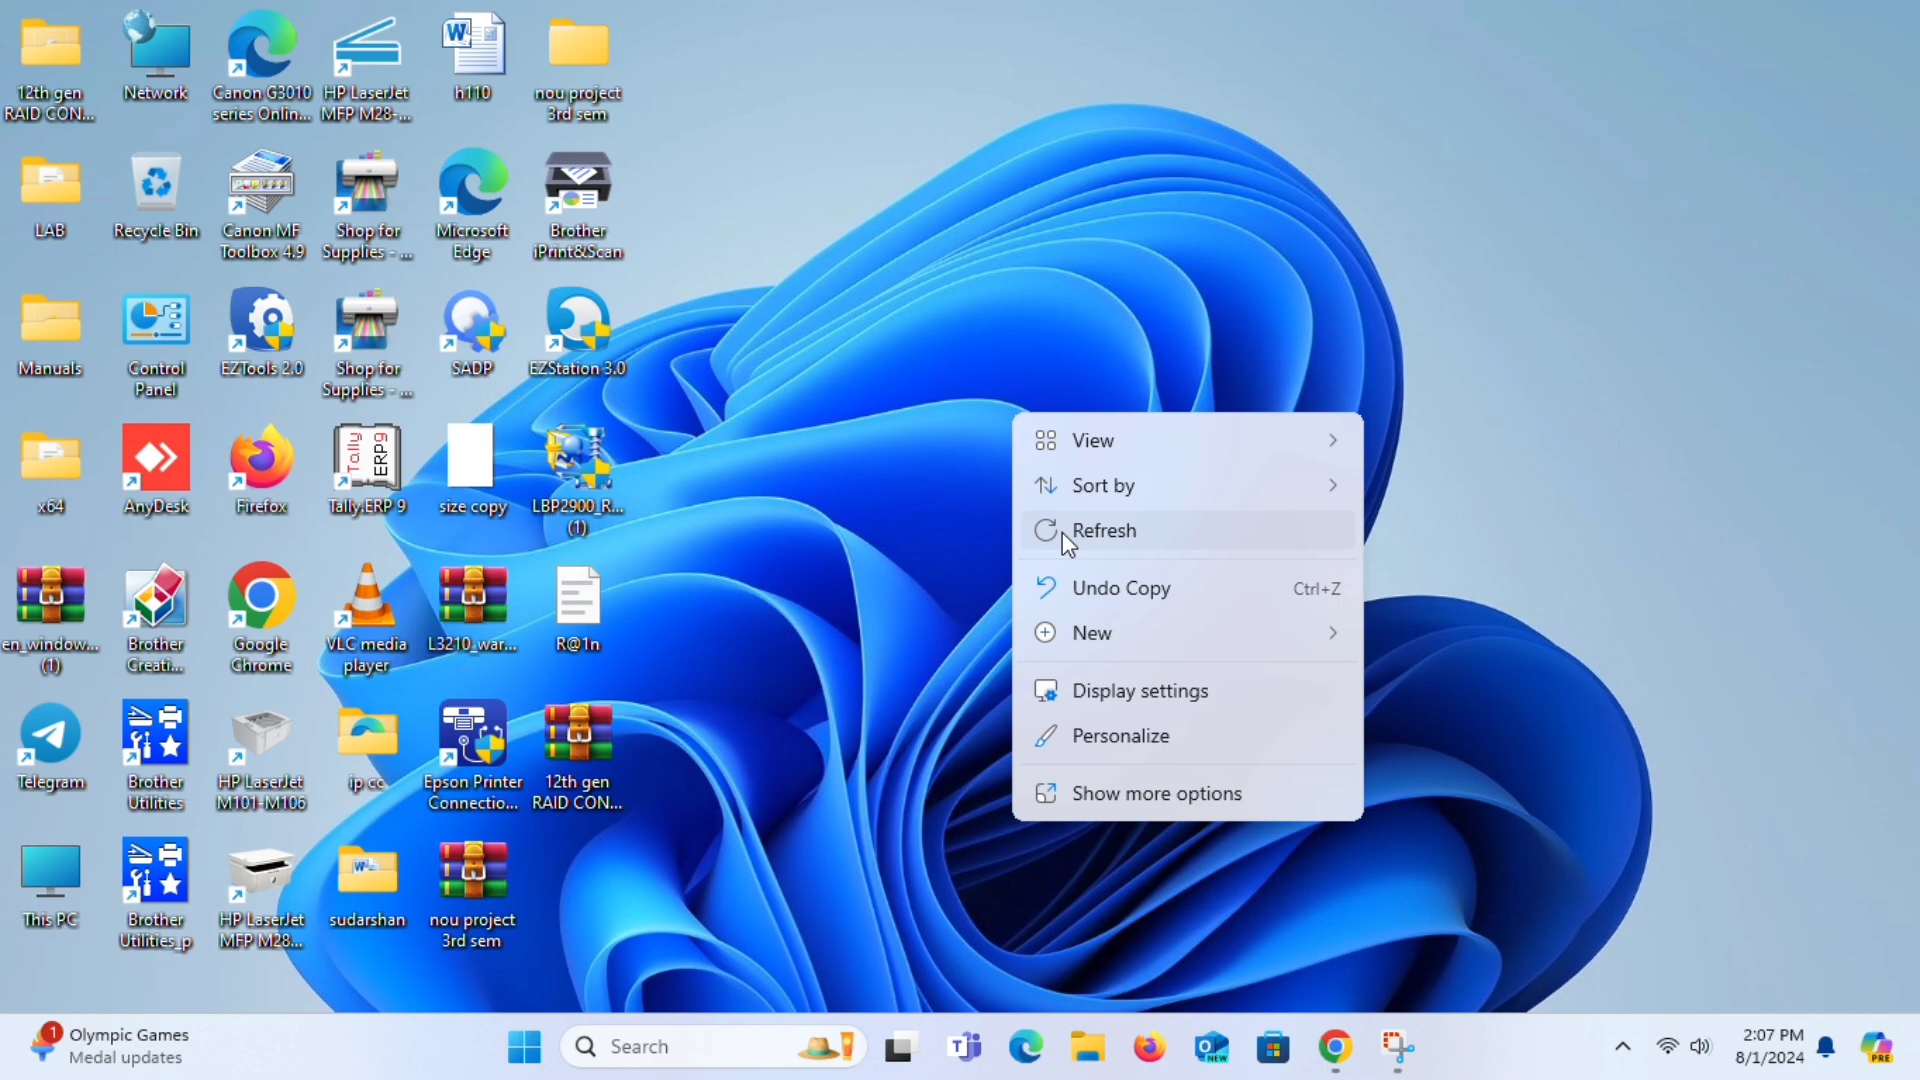 12th gen
RAID CON...
Network
Canon G3010
series Onlin...
HP LaserJet
MFP M28-...
h110
nou project
3rd sem
LAB
Recycle Bin
Canon MF
Toolbox 4.9
Shop for
Supplies - ...
Microsoft
Edge
Brother
iPrint&Scan
Manuals
Control
Panel
EZTools 2.0
Shop for
Supplies - ...
SADP
EZStation 3.0
x64
AnyDesk
Firefox
Tally
ERP9
Tally.ERP 9
size copy
LBP2900_R...
(1)
en_window...
(1)
Brother
Creati...
Google
Chrome
VLC media
player
L3210_war...
R@1n
Telegram
Brother
Utilities
HP LaserJet
M101-M106
ip cc
Epson Printer
Connectio...
12th gen
RAID CON...
This PC
Brother
Utilities_p
HP LaserJet
MFP M28...
sudarshan
nou project
3rd sem
View
Sort by
Refresh
Undo Copy Ctrl+Z
New
Display settings
Personalize
Show more options
1
Olympic Games
Medal updates
Search
NEW
2:07 PM
8/1/2024
PRE